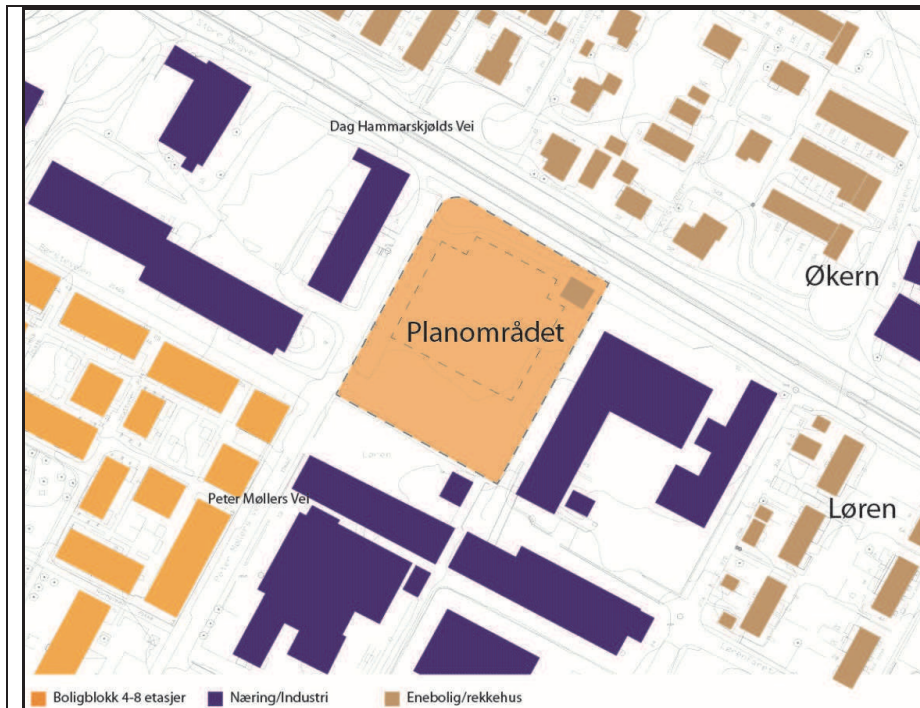 Dag Hammarskjølds Vei
Økern
Planområdet
Løren
Peter Møllers Vei
Boligblokk 4-8 etasjer Næring/Industri Enebolig/rekkehus